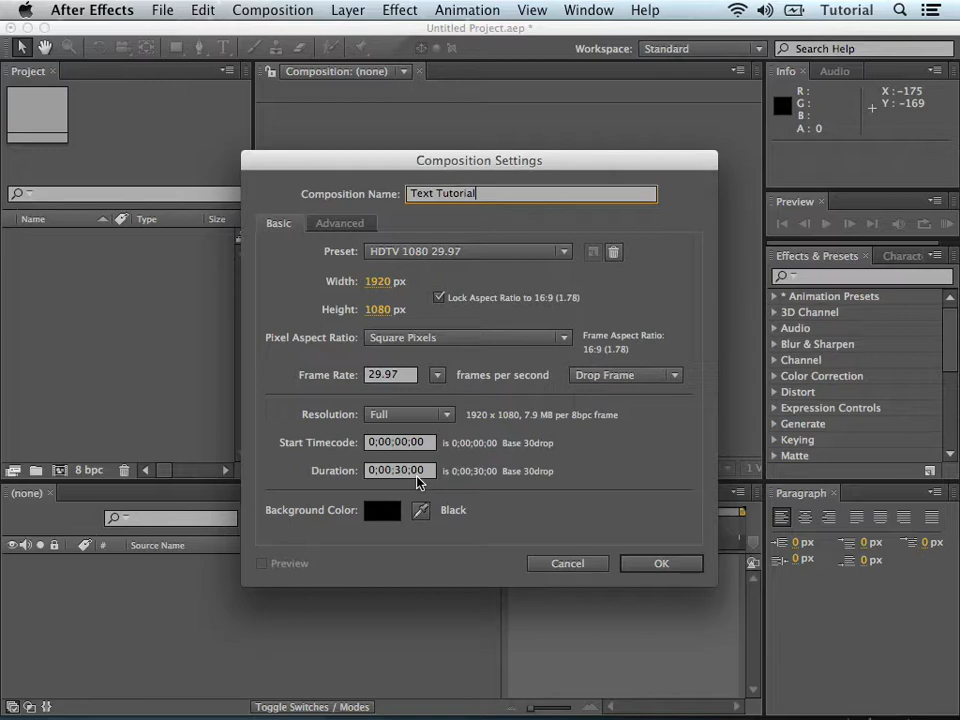 After Effects File Edit Composition Layer Effect Animation View Window Help Tutorial
Untitled Project.aep *
Workspace: Standard Search Help
Project Composition: (none) Info Audio
R: X: -175
G: Y: -169
B:
A: 0
Composition Settings
Composition Name: Text Tutorial
Name Type Size
Preview
Basic Advanced
Preset: HDTV 1080 29.97
Effects & Presets Charact
Width: 1920 px
Lock Aspect Ratio to 16:9 (1.78)
Height: 1080 px
* Animation Presets
3D Channel
Audio
Blur & Sharpen
Channel
Color Correction
Distort
Expression Controls
Generate
Keying
Matte
Pixel Aspect Ratio: Square Pixels
Frame Aspect Ratio:
16:9 (1.78)
Frame Rate: 29.97 frames per second Drop Frame
Resolution: Full 1920 x 1080, 7.9 MB per 8bpc frame
Start Timecode: 0;00;00;00 is 0;00;00;00 Base 30drop
Duration: 0;00;30;00 is 0;00;30;00 Base 30drop
8 bpc
1 V
(none)
Paragraph
Background Color: Black
# Source Name
0 px 0 px 0 px
0 px 0 px
Preview Cancel OK
Toggle Switches / Modes